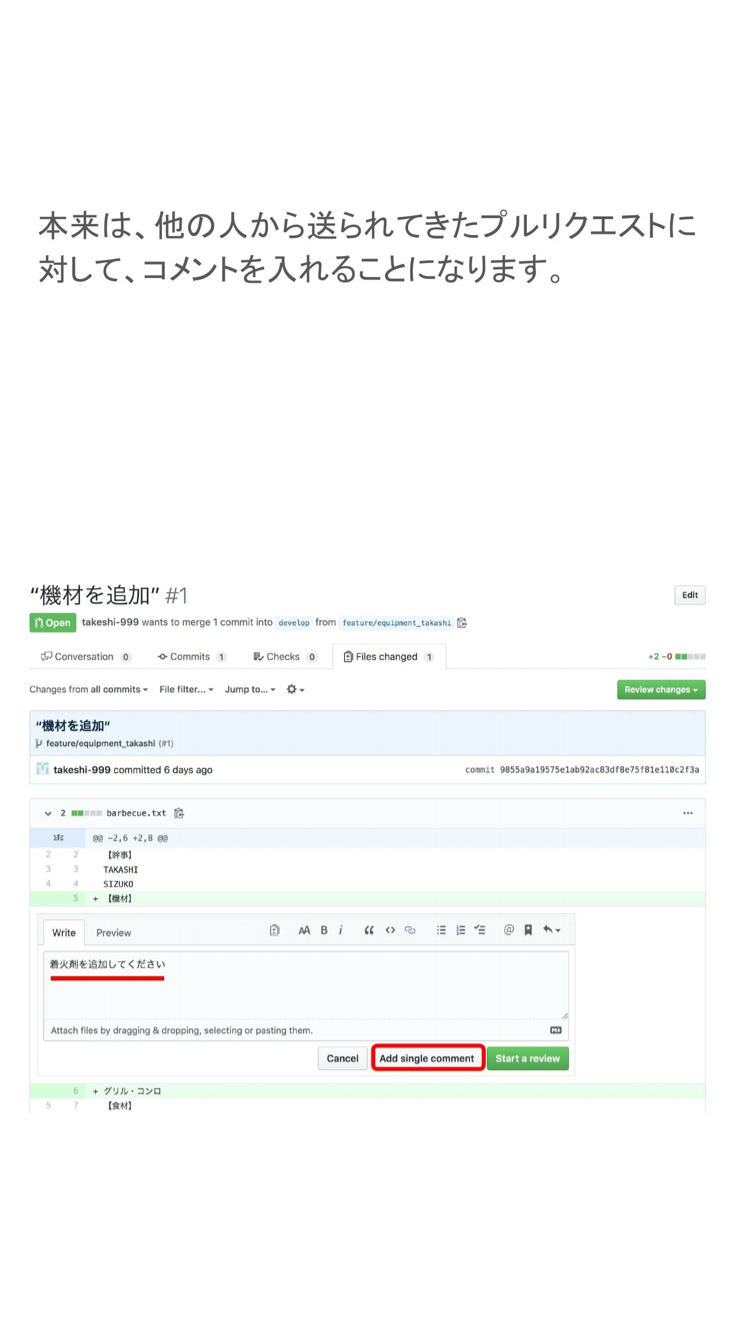 本来は、他の人から送られてきたプルリクエストに
対して、コメントを入れることになります。
“機材を追加” #1
Edit
Open takeshi-999 wants to merge 1 commit into develop from feature/equipment_takashi
Conversation 0 Commits 1 Checks 0 Files changed 1 +2 −0
Changes from all commits File filter... Jump to... Review changes
“機材を追加”
feature/equipment_takashi (#1)
takeshi-999 committed 6 days ago commit 9855a9a19575e1ab92ac83df8e75f81e110c2f3a
2 barbecue.txt ...
@@ -2,6 +2,8 @@
2 2 【幹事】
3 3 TAKASHI
4 4 SIZUKO
5 + 【機材】
Write Preview AA B i
着火剤を追加してください
Attach files by dragging & dropping, selecting or pasting them.
Cancel Add single comment Start a review
6 + グリル・コンロ
5 7 【食材】